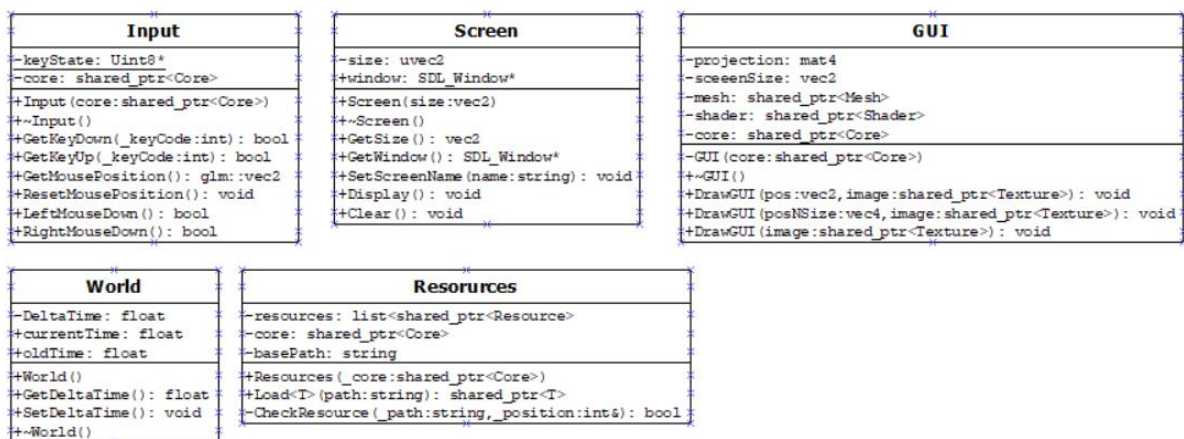 Input
-keyState: Uint8*
-core: shared_ptr<Core>
+Input(core:shared_ptr<Core>)
+~Input()
+GetKeyDown(_keyCode:int): bool
+GetKeyUp(_keyCode:int): bool
+GetMousePosition(): glm::vec2
+ResetMousePosition(): void
+LeftMouseDown(): bool
+RightMouseDown(): bool
Screen
-size: uvec2
+window: SDL_Window*
+Screen(size:vec2)
+~Screen()
+GetSize(): vec2
+GetWindow(): SDL_Window*
+SetScreenName(name:string): void
+Display(): void
+Clear(): void
GUI
-projection: mat4
-sceeenSize: vec2
-mesh: shared_ptr<Mesh>
-shader: shared_ptr<Shader>
-core: shared_ptr<Core>
-GUI(core:shared_ptr<Core>)
+~GUI()
+DrawGUI(pos:vec2,image:shared_ptr<Texture>): void
+DrawGUI(posNSize:vec4,image:shared_ptr<Texture>): void
+DrawGUI(image:shared_ptr<Texture>): void
World
-DeltaTime: float
+currentTime: float
+oldTime: float
+World()
+GetDeltaTime(): float
+SetDeltaTime(): void
+~World()
Resorurces
-resources: list<shared_ptr<Resource>
-core: shared_ptr<Core>
-basePath: string
+Resources(_core:shared_ptr<Core>)
+Load<T>(path:string): shared_ptr<T>
-CheckResource(_path:string,_position:int&): bool